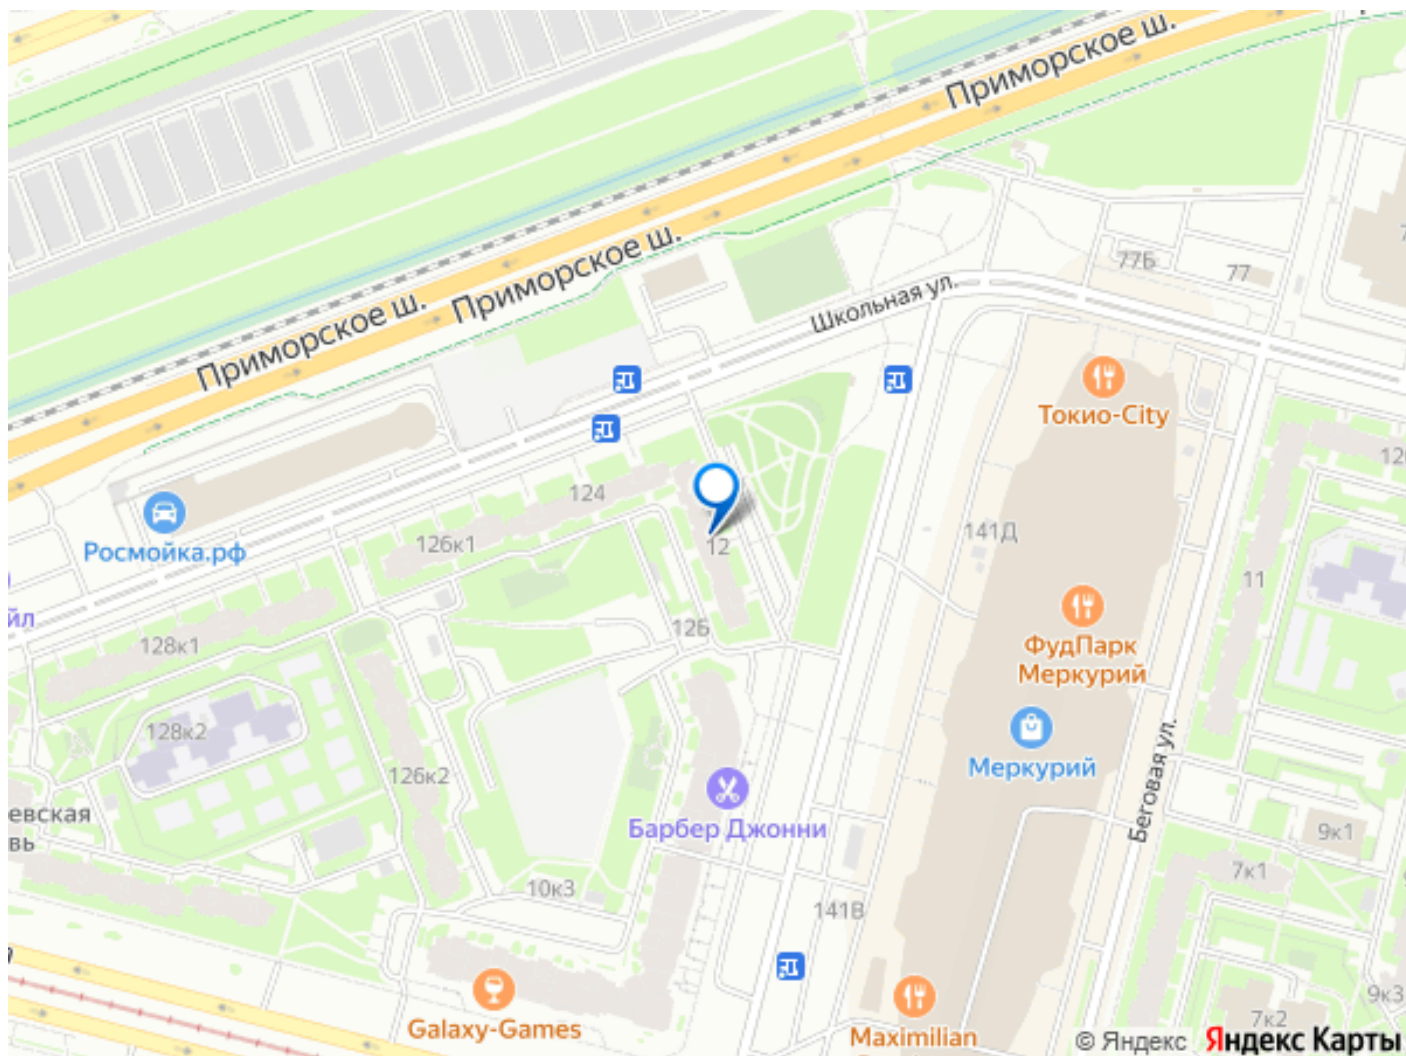 Приморское ш.
Приморское ш.
Приморское ш.
Школьная ул.
77Б
77
Токио-City
124
126к1
12
Росмойка.рф
йл
141Д
11
12Б
128к1
ФудПарк
Меркурий
128к2
126к2
Меркурий
Беговая ул.
евская
вь
Барбер Джонни
9к1
7к1
10к3
141В
Galaxy-Games
Maximilian
9к3
7к2
© Яндекс Яндекс Карты